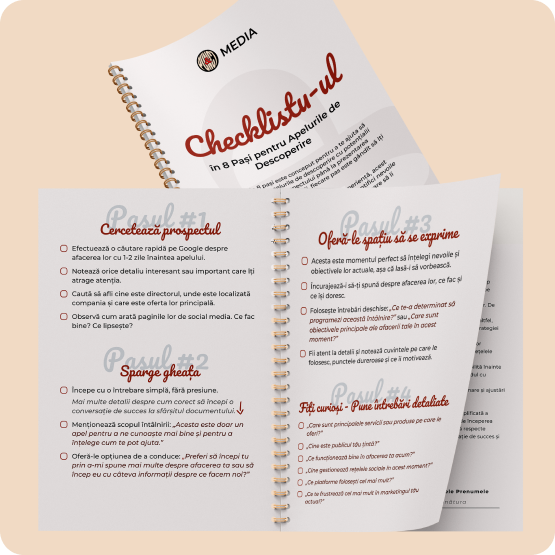 MEDIA
Checklistu-ul
în 8 Pași pentru Apelurile de
Descoperire
8 pași este conceput pentru a te ajuta să
Pasul #1
Cercetează prospectul
Efectuează o căutare rapidă pe Google despre
afacerea lor cu 1-2 zile înaintea apelului.
Notează orice detaliu interesant sau important care îți
atrage atenția.
Caută să afli cine este directorul, unde este localizată
compania și care este oferta lor principală.
Observă cum arată paginile lor de social media. Ce fac
bine? Ce lipsește?
Pasul #2
Sparge gheața
Începe cu o întrebare simplă, fără presiune.
Mai multe detalii despre cum corect să începi o
conversație de succes la sfârșitul documentului.
Menționează scopul întâlnirii: „Acesta este doar un
apel pentru a ne cunoaște mai bine și pentru a
înțelege cum te pot ajuta.”
Oferă-le opțiunea de a conduce: „Preferi să începi tu
prin a-mi spune mai multe despre afacerea ta sau să
încep eu cu câteva informații despre ce facem noi?”
Pasul #3
Oferă-le spațiu să se exprime
Acesta este momentul perfect să înțelegi nevoile și
obiectivele lor actuale, așa că lasă-i să vorbească.
Încurajează-i să-ți spună despre afacerea lor, ce fac și
ce își doresc.
Folosește întrebări deschise: „Ce te-a determinat să
programezi această întâlnire?” sau „Care sunt
obiectivele principale ale afacerii tale în acest
moment?”
Fii atent la detalii și notează cuvintele pe care le
folosesc, punctele dureroase și ce îi motivează.
Pasul #4
Fiți curioși - Pune întrebări detaliate
„Care sunt principalele servicii sau produse pe care le
oferi?”
„Cine este publicul tău țintă?”
„Ce funcționează bine în afacerea ta acum?”
„Cine gestionează rețelele sociale în acest moment?”
„Ce platforme folosești cel mai mult?”
„Ce te frustrează cel mai mult în marketingul tău
actual?”
Prenumele